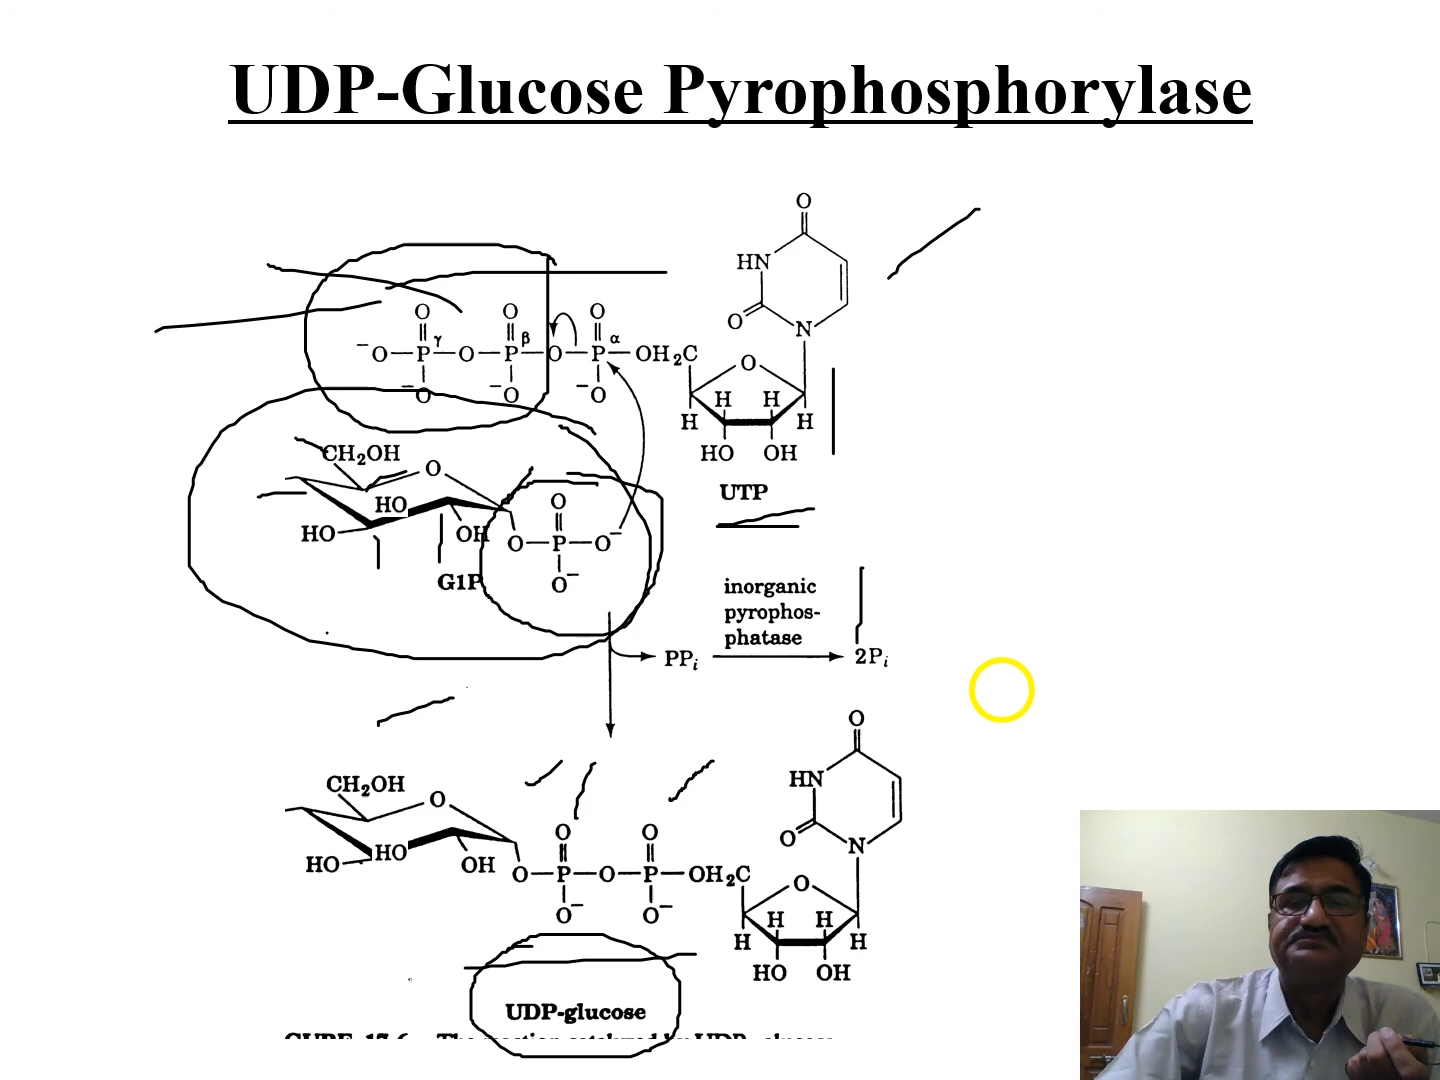 UDP-Glucose Pyrophosphorylase
O
HN
O
N
O O O
γ β α
⁻O—P—O—P—O—P—OH₂C
⁻O ⁻O ⁻O
O
H H
H H
HO OH
UTP
CH₂OH
O
HO
HO
OH
O
O—P—O⁻
O⁻
G1P
inorganic
pyrophos-
phatase
PPᵢ
2Pᵢ
O
HN
O
N
CH₂OH
O
HO
HO
OH
O O
O—P—O—P—OH₂C
O⁻ O⁻
O
H H
H H
HO OH
UDP-glucose